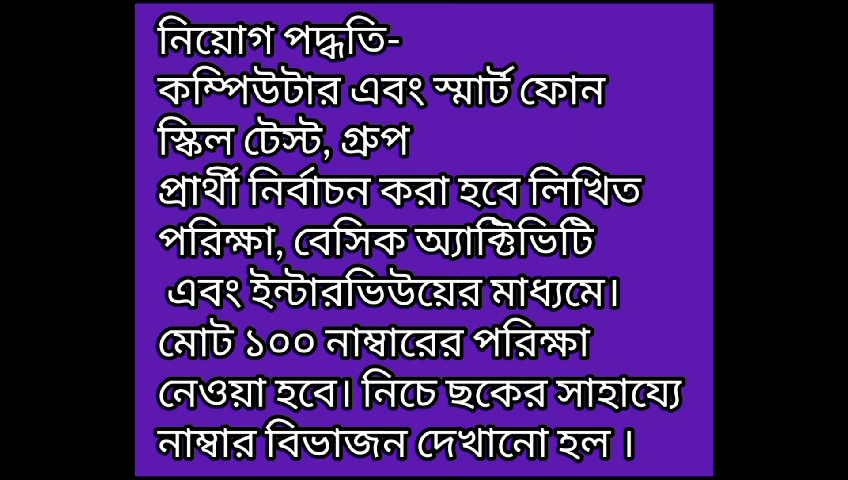 নিয়োগ পদ্ধতি-
কম্পিউটার এবং স্মার্ট ফোন
স্কিল টেস্ট, গ্রুপ
প্রার্থী নির্বাচন করা হবে লিখিত
পরিক্ষা, বেসিক অ্যাক্টিভিটি
এবং ইন্টারভিউয়ের মাধ্যমে।
মোট ১০০ নাম্বারের পরিক্ষা
নেওয়া হবে। নিচে ছকের সাহায্যে
নাম্বার বিভাজন দেখানো হল ।